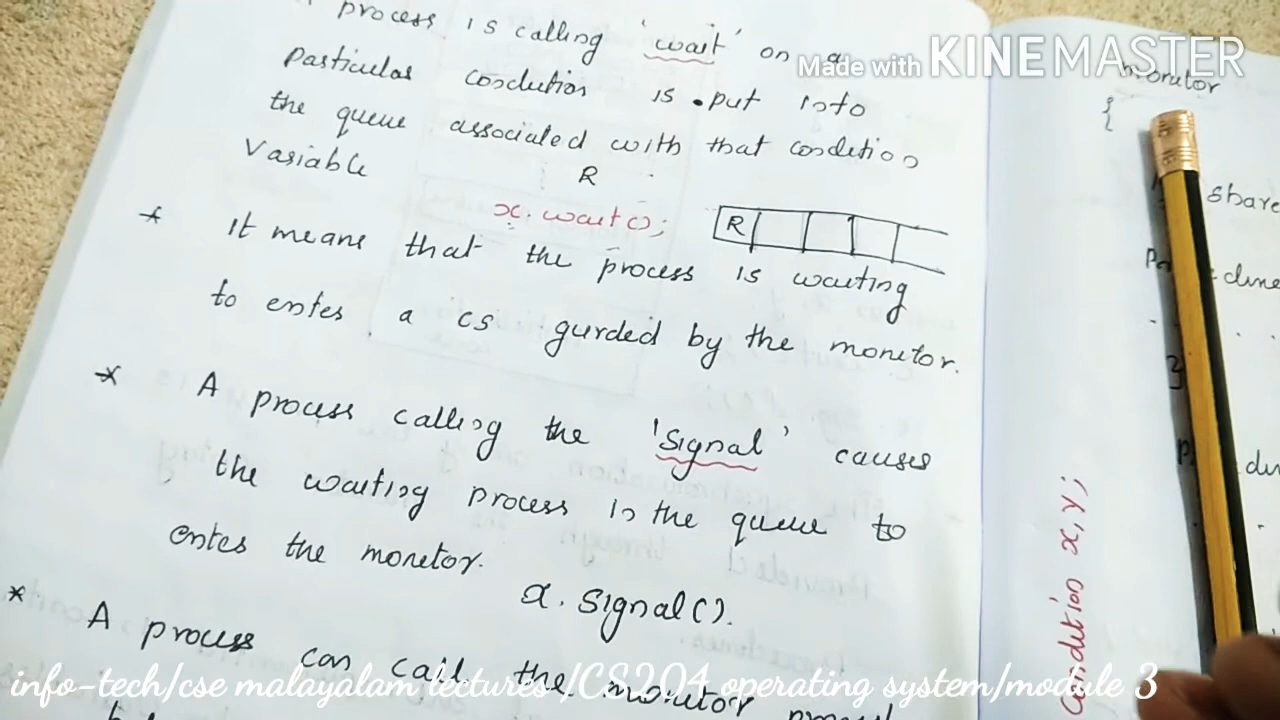 process is calling 'wait' on a
particular condition is put into
the queue associated with that condition
variable
R
x.wait();
R
* It means that the process is waiting
to enter a CS gurded by the monitor.
* A process calling the 'signal' causes
the waiting process in the queue to
enter the monitor.
x.signal().
* A process can call the monitor
monitor
{
share
}
condition x,y;
Made with KINEMASTER
info-tech/cse malayalam lectures /CS204 operating system/module 3